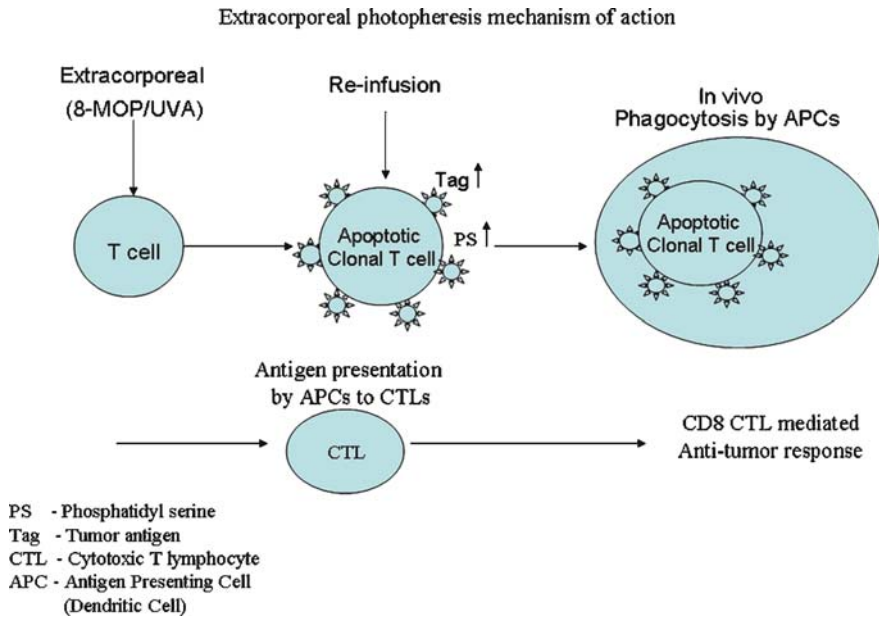 Extracorporeal photopheresis mechanism of action
Extracorporeal
(8-MOP/UVA)
Re-infusion
In vivo
Phagocytosis by APCs
T cell
Tag ↑
PS ↑
Apoptotic
Clonal T cell
Apoptotic
Clonal T cell
Antigen presentation
by APCs to CTLs
CTL
CD8 CTL mediated
Anti-tumor response
PS - Phosphatidyl serine
Tag - Tumor antigen
CTL - Cytotoxic T lymphocyte
APC - Antigen Presenting Cell
(Dendritic Cell)